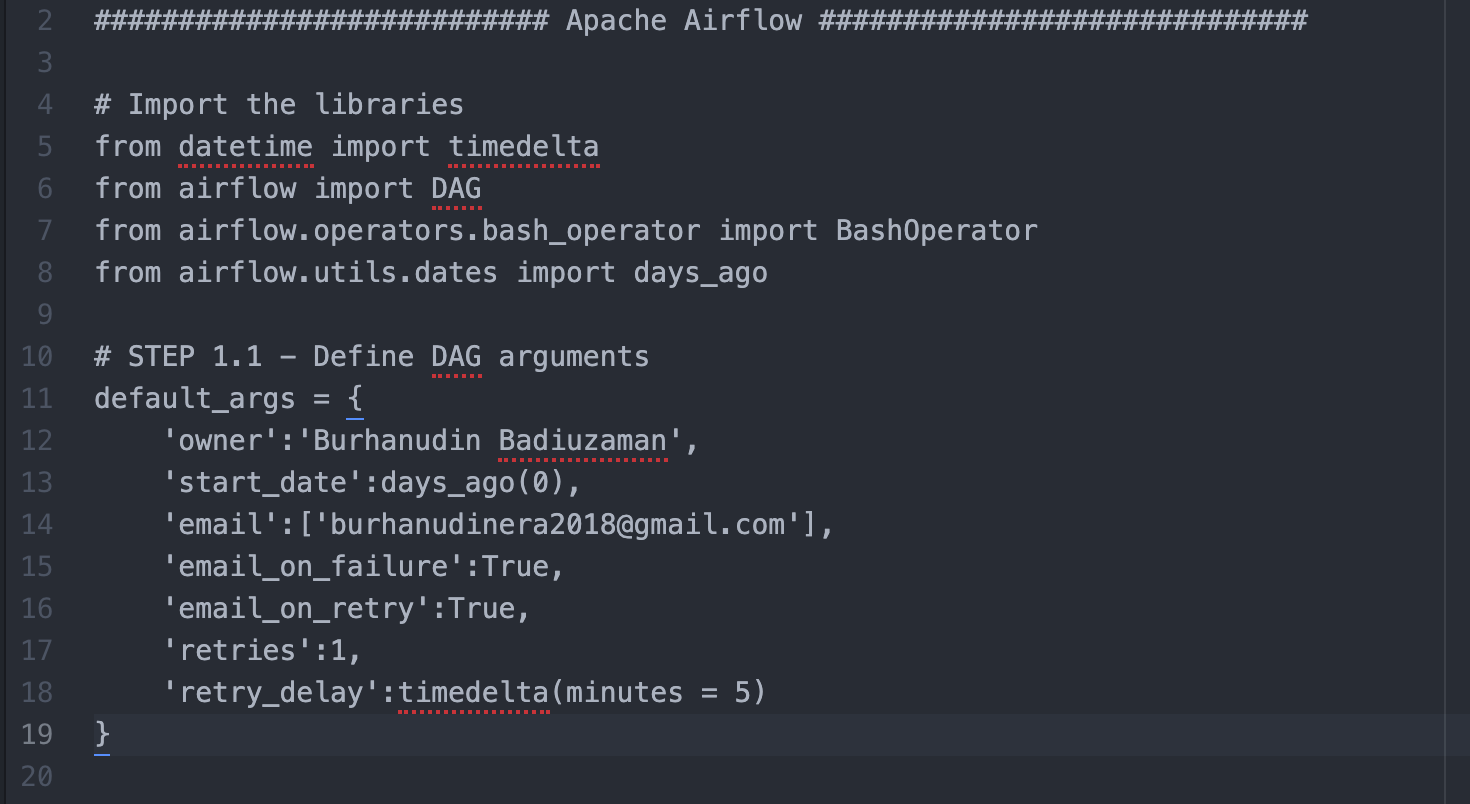 2 ########################### Apache Airflow #############################
3
4 # Import the libraries
5 from datetime import timedelta
6 from airflow import DAG
7 from airflow.operators.bash_operator import BashOperator
8 from airflow.utils.dates import days_ago
9
10 # STEP 1.1 – Define DAG arguments
11 default_args = {
12     'owner':'Burhanudin Badiuzaman',
13     'start_date':days_ago(0),
14     'email':['burhanudinera2018@gmail.com'],
15     'email_on_failure':True,
16     'email_on_retry':True,
17     'retries':1,
18     'retry_delay':timedelta(minutes = 5)
19 }
20